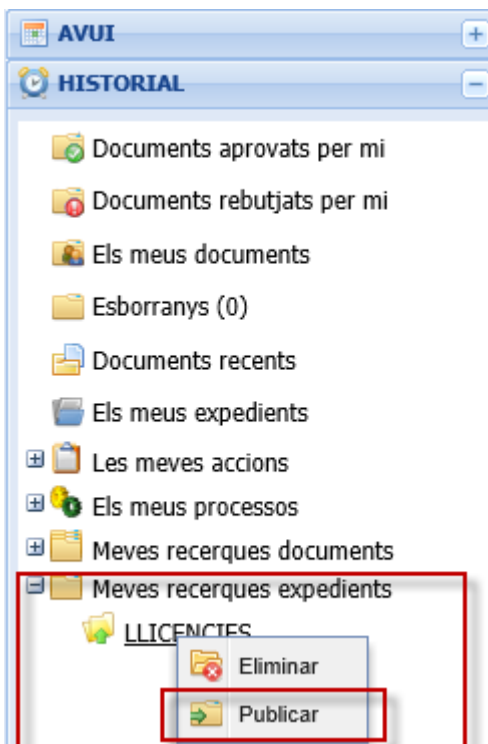 AVUI
HISTORIAL
Documents aprovats per mi
Documents rebutjats per mi
Els meus documents
Esborranys (0)
Documents recents
Els meus expedients
Les meves accions
Els meus processos
Meves recerques documents
Meves recerques expedients
LLICENCIES
Eliminar
Publicar